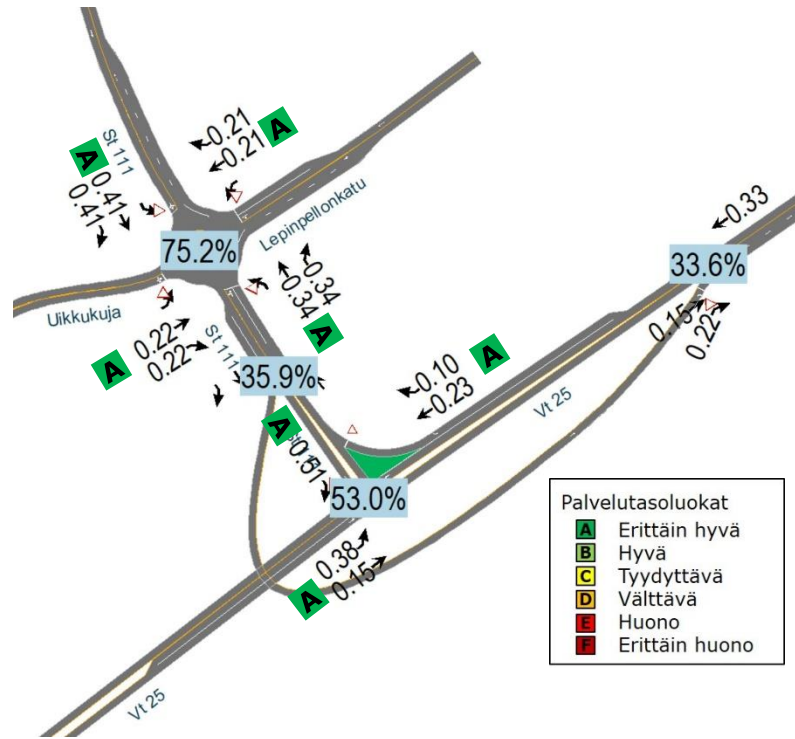 St 111
A
0.41
0.41
0.21
0.21
A
Lepinpellonkatu
75.2%
Uikkukuja
A
0.22
0.22
St 111
0.34
0.34
A
35.9%
0.33
33.6%
0.15
0.22
0.10
0.23
A
Vt 25
A
0.51
53.0%
0.38
0.15
A
Vt 25
Palvelutasoluokat
A Erittäin hyvä
B Hyvä
C Tyydyttävä
D Välttävä
E Huono
F Erittäin huono